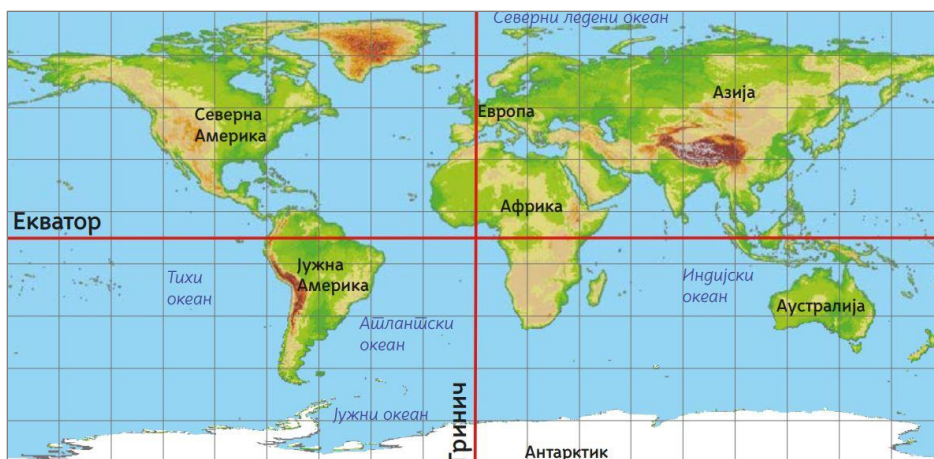 Северни ледени океан
Азија
Европа
Северна
Америка
Африка
Екватор
Јужна
Америка
Тихи
океан
Индијски
океан
Аустралија
Атлантски
океан
Јужни океан
Гринич
Антарктик